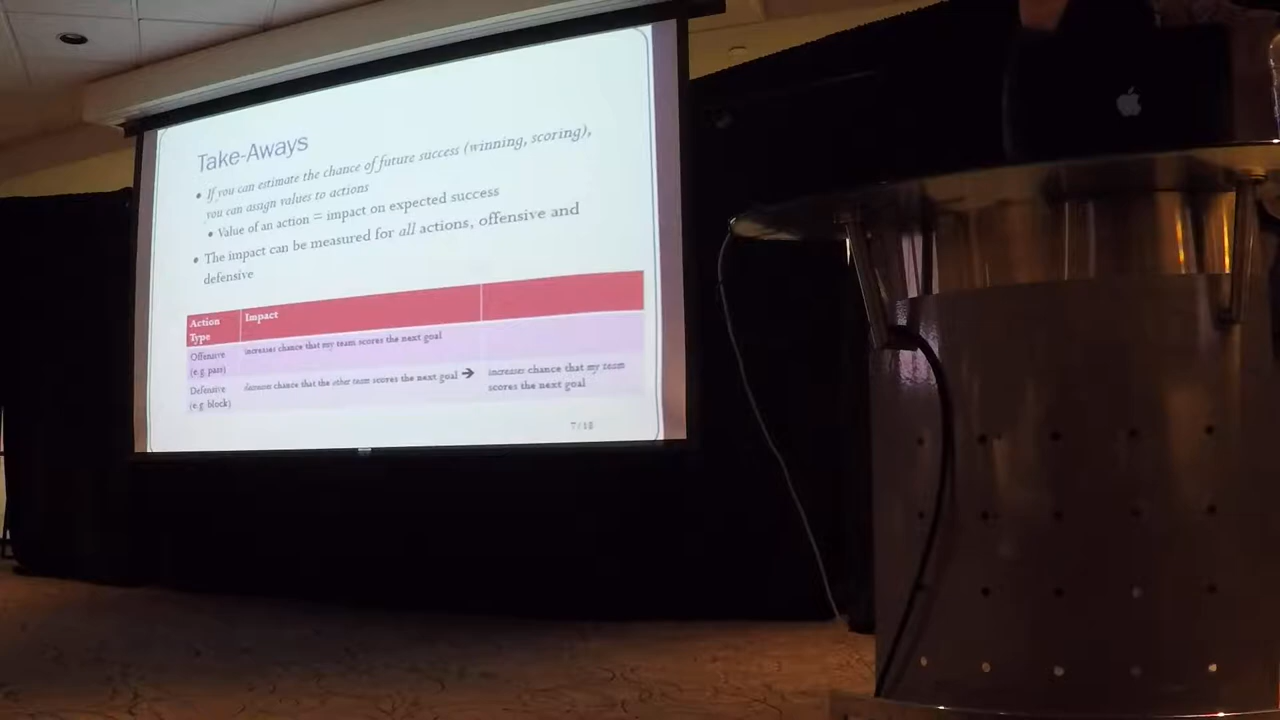 Take-Aways
• If you can estimate the chance of future success (winning, scoring),
you can assign values to actions
• Value of an action = impact on expected success
• The impact can be measured for all actions, offensive and
defensive
Action
Type
Impact
Offensive
(e.g. pass)
increases chance that my team scores the next goal
Defensive
(e.g. block)
decreases chance that the other team scores the next goal ➔
increases chance that my team
scores the next goal
7/18